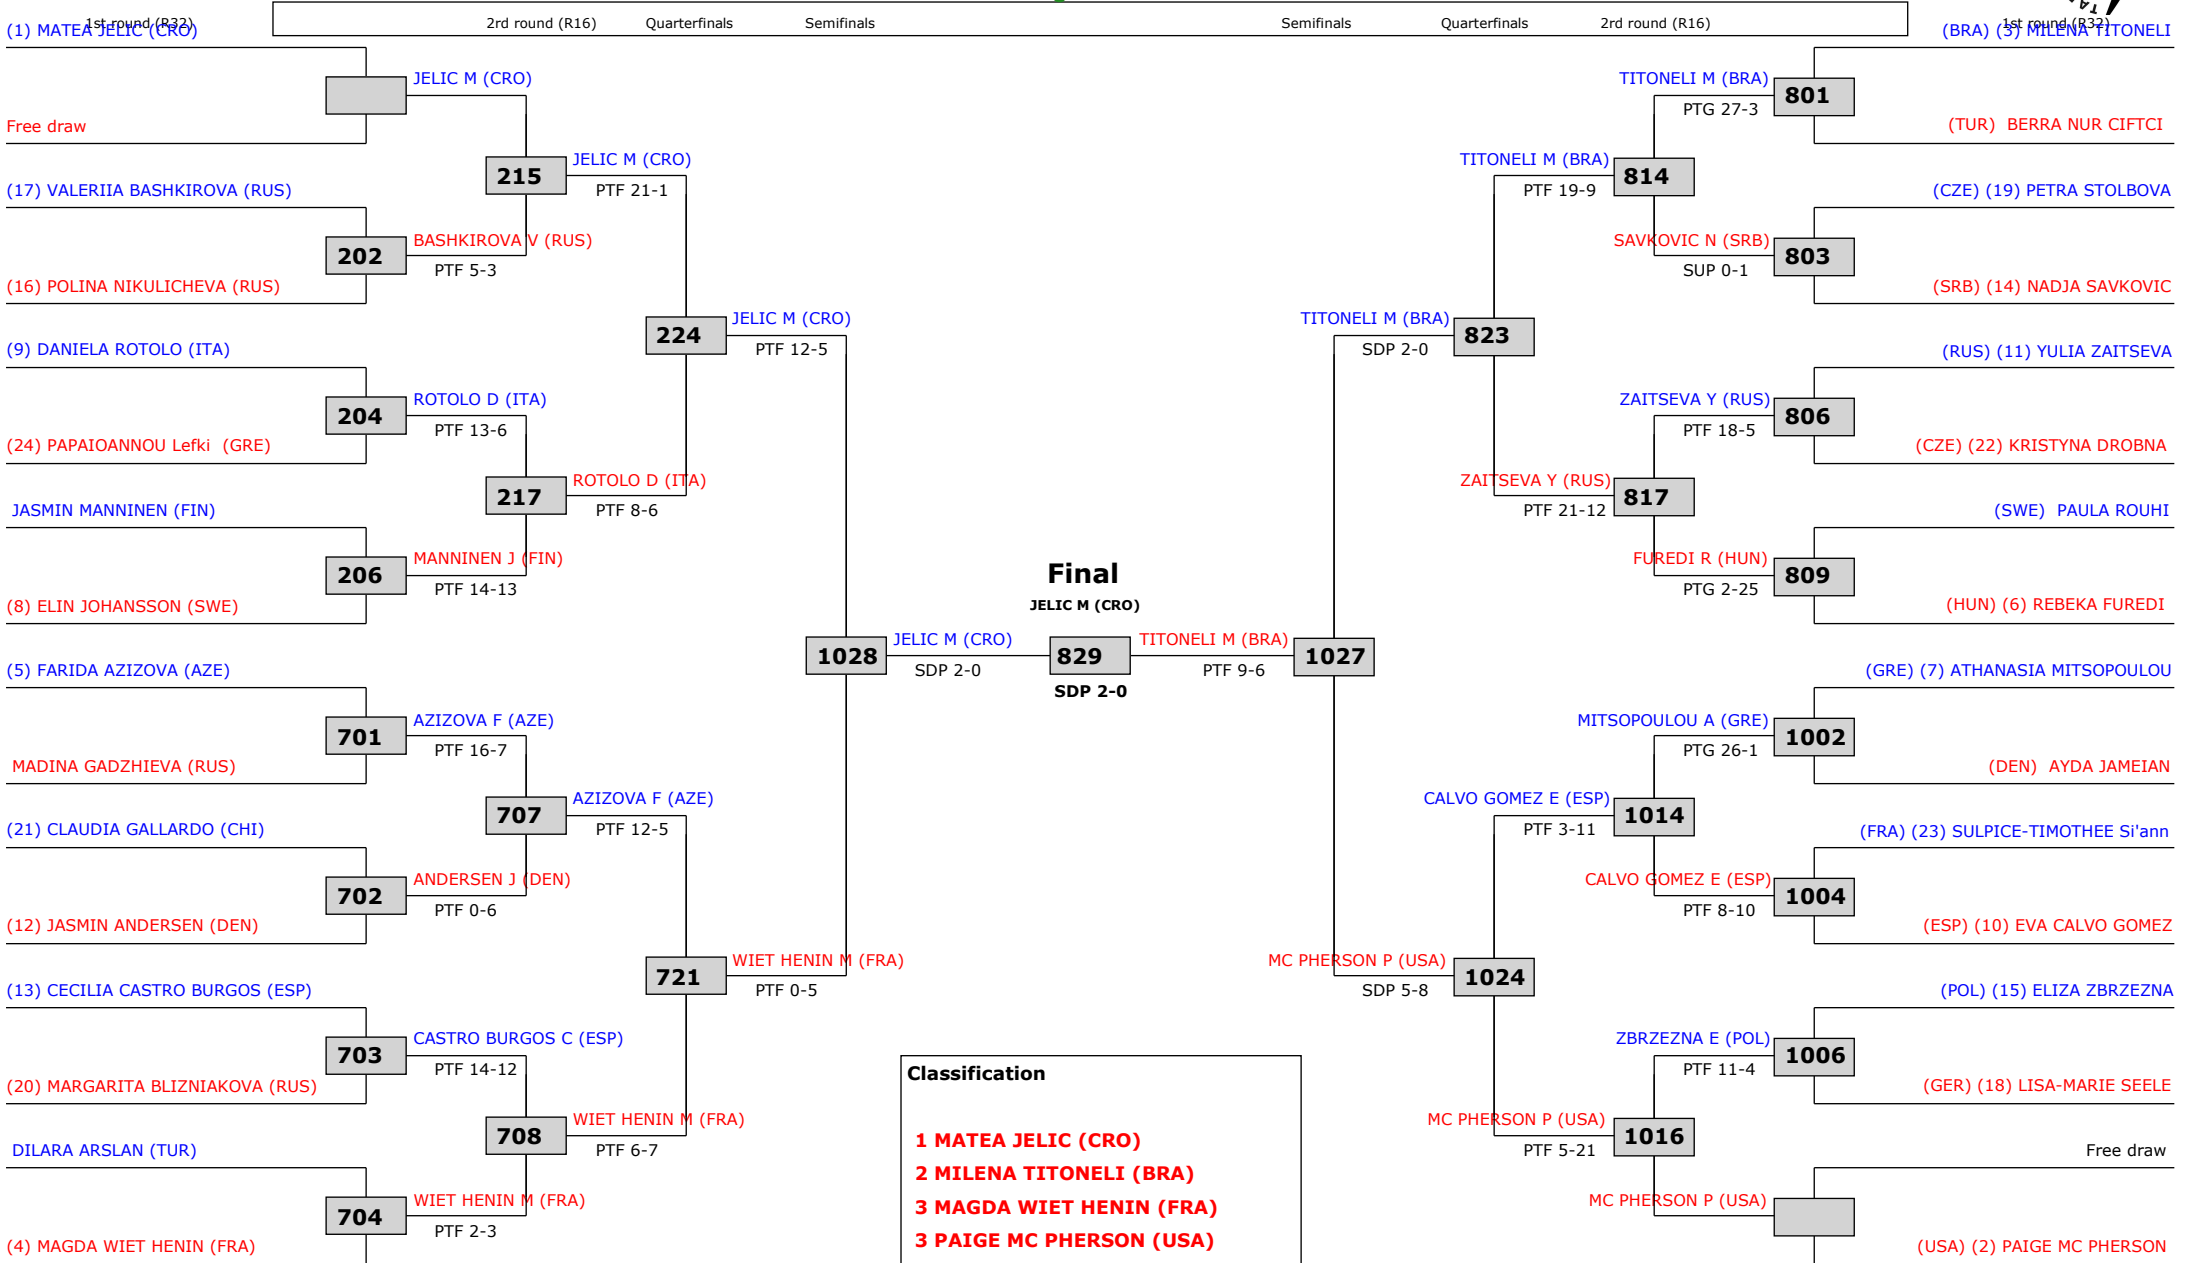 1st round (R32)
2rd round (R16)
Quarterfinals
Semifinals
Semifinals
Quarterfinals
2rd round (R16)
1st round (R32)
(1) MATEA JELIC (CRO)
JELIC M (CRO)
Free draw
215
JELIC M (CRO)
PTF 21-1
(17) VALERIIA BASHKIROVA (RUS)
202
BASHKIROVA V (RUS)
PTF 5-3
(16) POLINA NIKULICHEVA (RUS)
224
JELIC M (CRO)
PTF 12-5
(9) DANIELA ROTOLO (ITA)
204
ROTOLO D (ITA)
PTF 13-6
(24) PAPAIOANNOU Lefki (GRE)
217
ROTOLO D (ITA)
PTF 8-6
JASMIN MANNINEN (FIN)
206
MANNINEN J (FIN)
PTF 14-13
(8) ELIN JOHANSSON (SWE)
1028
JELIC M (CRO)
SDP 2-0
(5) FARIDA AZIZOVA (AZE)
701
AZIZOVA F (AZE)
PTF 16-7
MADINA GADZHIEVA (RUS)
707
AZIZOVA F (AZE)
PTF 12-5
(21) CLAUDIA GALLARDO (CHI)
702
ANDERSEN J (DEN)
PTF 0-6
(12) JASMIN ANDERSEN (DEN)
721
WIET HENIN M (FRA)
PTF 0-5
(13) CECILIA CASTRO BURGOS (ESP)
703
CASTRO BURGOS C (ESP)
PTF 14-12
(20) MARGARITA BLIZNIAKOVA (RUS)
708
WIET HENIN M (FRA)
PTF 6-7
DILARA ARSLAN (TUR)
704
WIET HENIN M (FRA)
PTF 2-3
(4) MAGDA WIET HENIN (FRA)
Final
JELIC M (CRO)
829
SDP 2-0
(BRA) (3) MILENA TITONELI
TITONELI M (BRA)
801
PTG 27-3
(TUR) BERRA NUR CIFTCI
TITONELI M (BRA)
814
PTF 19-9
(CZE) (19) PETRA STOLBOVA
SAVKOVIC N (SRB)
803
SUP 0-1
(SRB) (14) NADJA SAVKOVIC
TITONELI M (BRA)
823
SDP 2-0
(RUS) (11) YULIA ZAITSEVA
ZAITSEVA Y (RUS)
806
PTF 18-5
(CZE) (22) KRISTYNA DROBNA
ZAITSEVA Y (RUS)
817
PTF 21-12
(SWE) PAULA ROUHI
FUREDI R (HUN)
809
PTG 2-25
(HUN) (6) REBEKA FUREDI
TITONELI M (BRA)
1027
PTF 9-6
(GRE) (7) ATHANASIA MITSOPOULOU
MITSOPOULOU A (GRE)
1002
PTG 26-1
(DEN) AYDA JAMEIAN
CALVO GOMEZ E (ESP)
1014
PTF 3-11
(FRA) (23) SULPICE-TIMOTHEE Si'ann
CALVO GOMEZ E (ESP)
1004
PTF 8-10
(ESP) (10) EVA CALVO GOMEZ
MC PHERSON P (USA)
1024
SDP 5-8
(POL) (15) ELIZA ZBRZEZNA
ZBRZEZNA E (POL)
1006
PTF 11-4
(GER) (18) LISA-MARIE SEELE
MC PHERSON P (USA)
1016
PTF 5-21
Free draw
MC PHERSON P (USA)
(USA) (2) PAIGE MC PHERSON
Classification
1 MATEA JELIC (CRO)
2 MILENA TITONELI (BRA)
3 MAGDA WIET HENIN (FRA)
3 PAIGE MC PHERSON (USA)